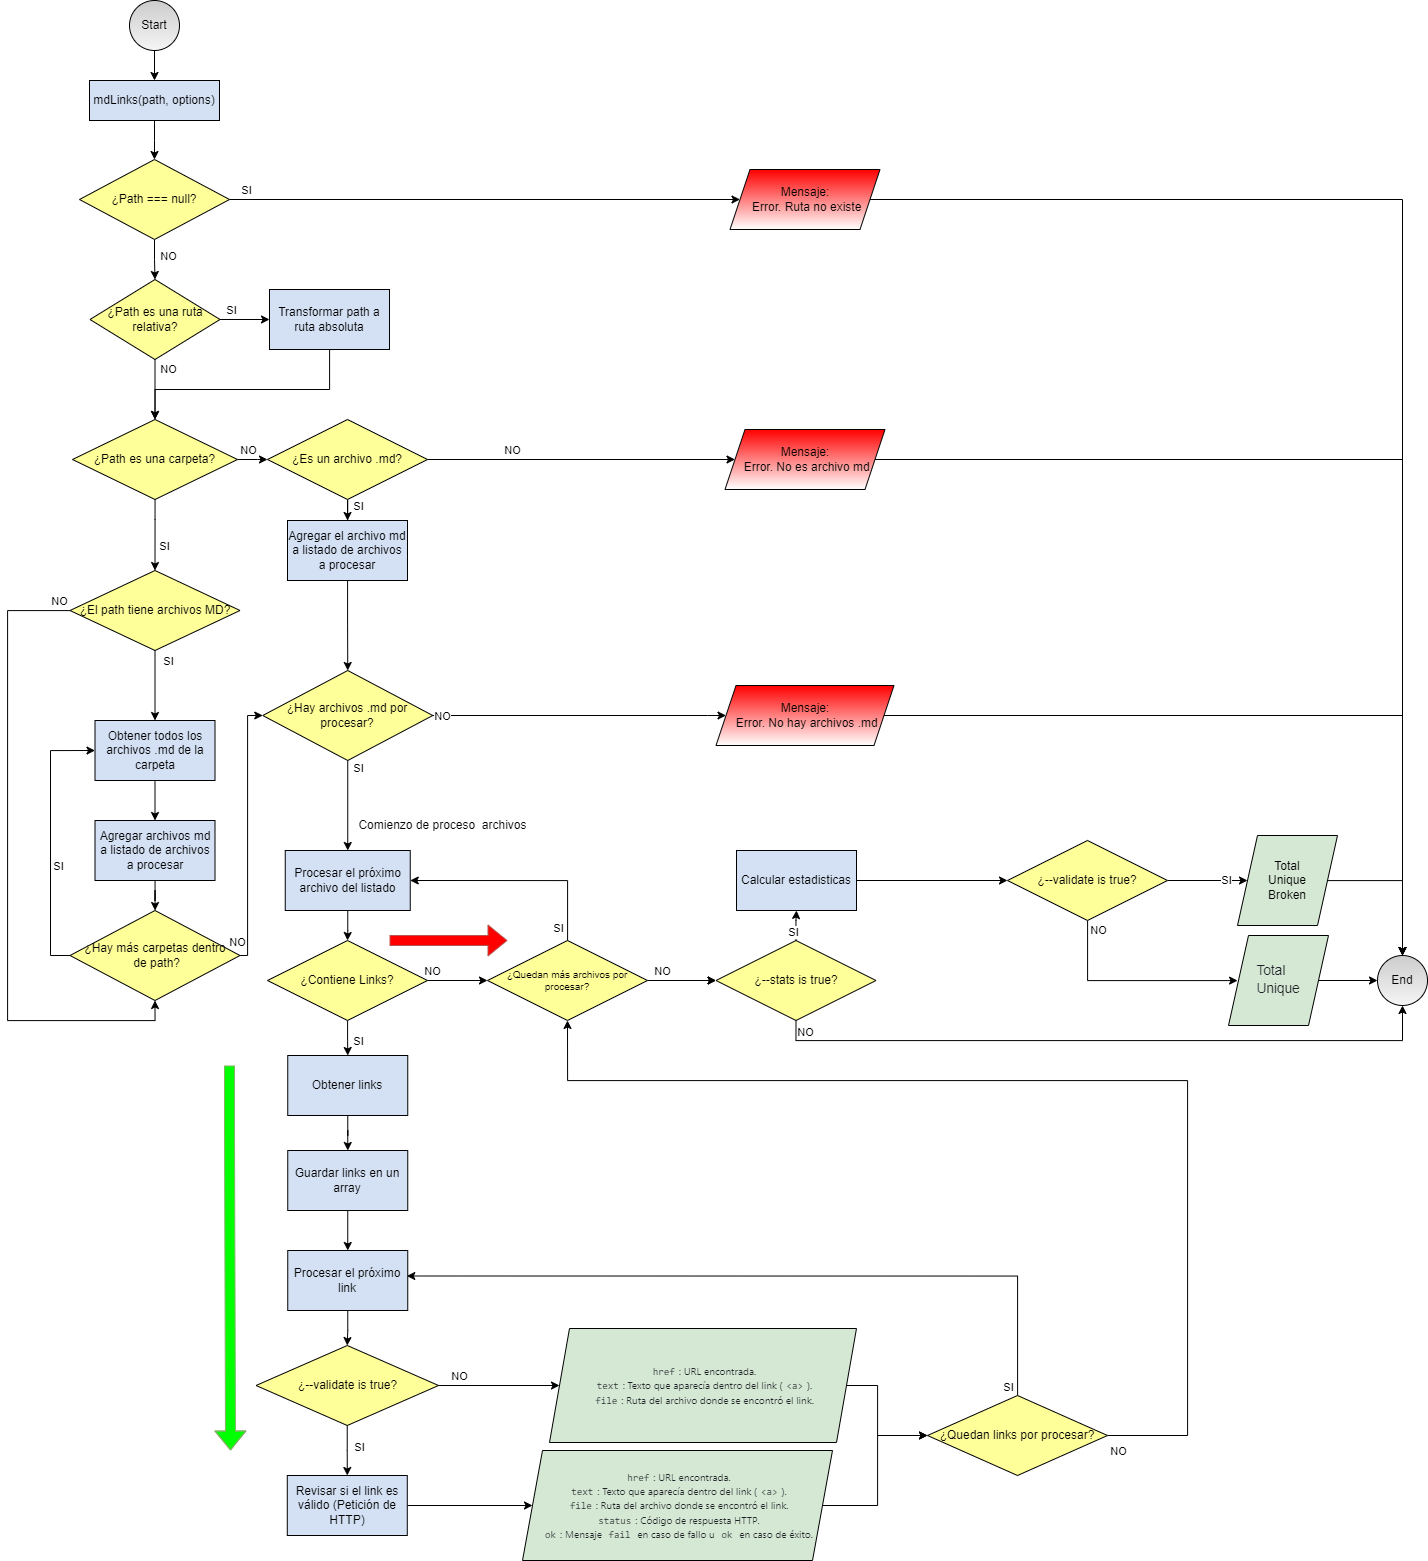 Start
mdLinks(path, options)
¿Path === null?
SI
Mensaje:
Error. Ruta no existe
NO
¿Path es una ruta
relativa?
SI
Transformar path a
ruta absoluta
NO
¿Path es una carpeta?
NO
¿Es un archivo .md?
NO
Mensaje:
Error. No es archivo md
SI
Agregar el archivo md
a listado de archivos
a procesar
SI
¿El path tiene archivos MD?
NO
SI
¿Hay archivos .md por
procesar?
NO
Mensaje:
Error. No hay archivos .md
SI
Obtener todos los
archivos .md de la
carpeta
Agregar archivos md
a listado de archivos
a procesar
SI
¿Hay más carpetas dentro
de path?
NO
Comienzo de proceso archivos
Procesar el próximo
archivo del listado
¿Contiene Links?
NO
¿Quedan más archivos por
procesar?
SI
NO
¿--stats is true?
SI
Calcular estadisticas
¿--validate is true?
SI
Total
Unique
Broken
NO
Total
Unique
End
NO
SI
Obtener links
Guardar links en un
array
Procesar el próximo
link
¿--validate is true?
NO
href : URL encontrada.
text : Texto que aparecía dentro del link ( <a> ).
file : Ruta del archivo donde se encontró el link.
SI
Revisar si el link es
válido (Petición de
HTTP)
href : URL encontrada.
text : Texto que aparecía dentro del link ( <a> ).
file : Ruta del archivo donde se encontró el link.
status : Código de respuesta HTTP.
ok : Mensaje fail en caso de fallo u ok en caso de éxito.
SI
¿Quedan links por procesar?
NO